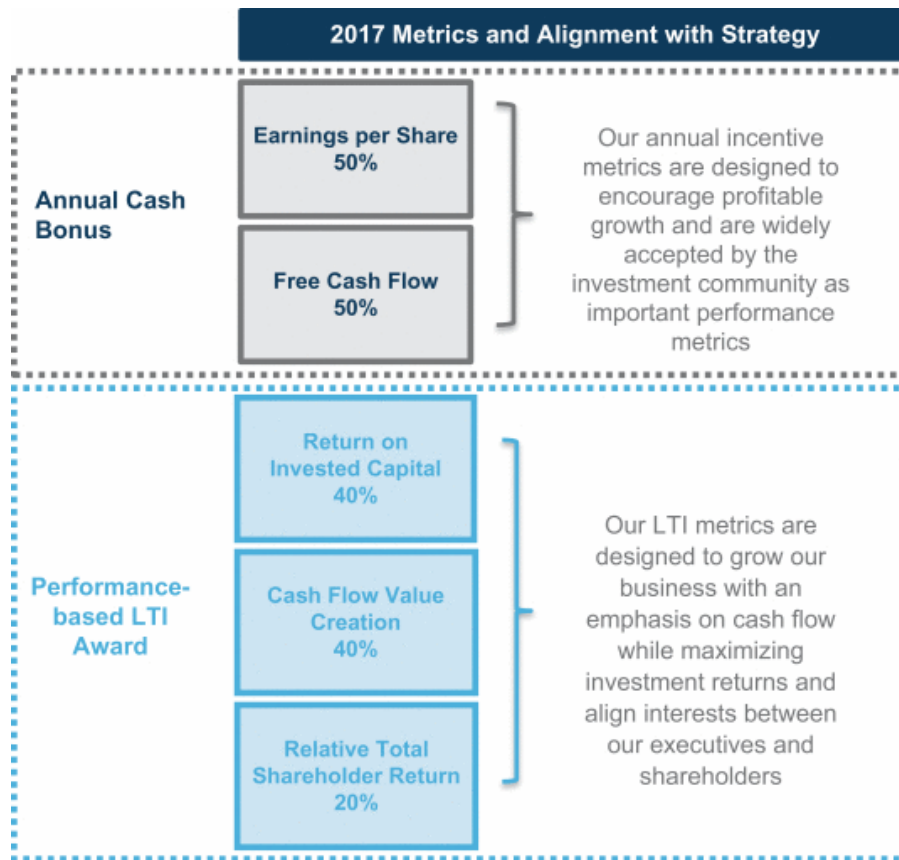 2017 Metrics and Alignment with Strategy
Annual Cash
Bonus
Earnings per Share
50%
Free Cash Flow
50%
Our annual incentive
metrics are designed to
encourage profitable
growth and are widely
accepted by the
investment community as
important performance
metrics
Performance-
based LTI
Award
Return on
Invested Capital
40%
Cash Flow Value
Creation
40%
Relative Total
Shareholder Return
20%
Our LTI metrics are
designed to grow our
business with an
emphasis on cash flow
while maximizing
investment returns and
align interests between
our executives and
shareholders